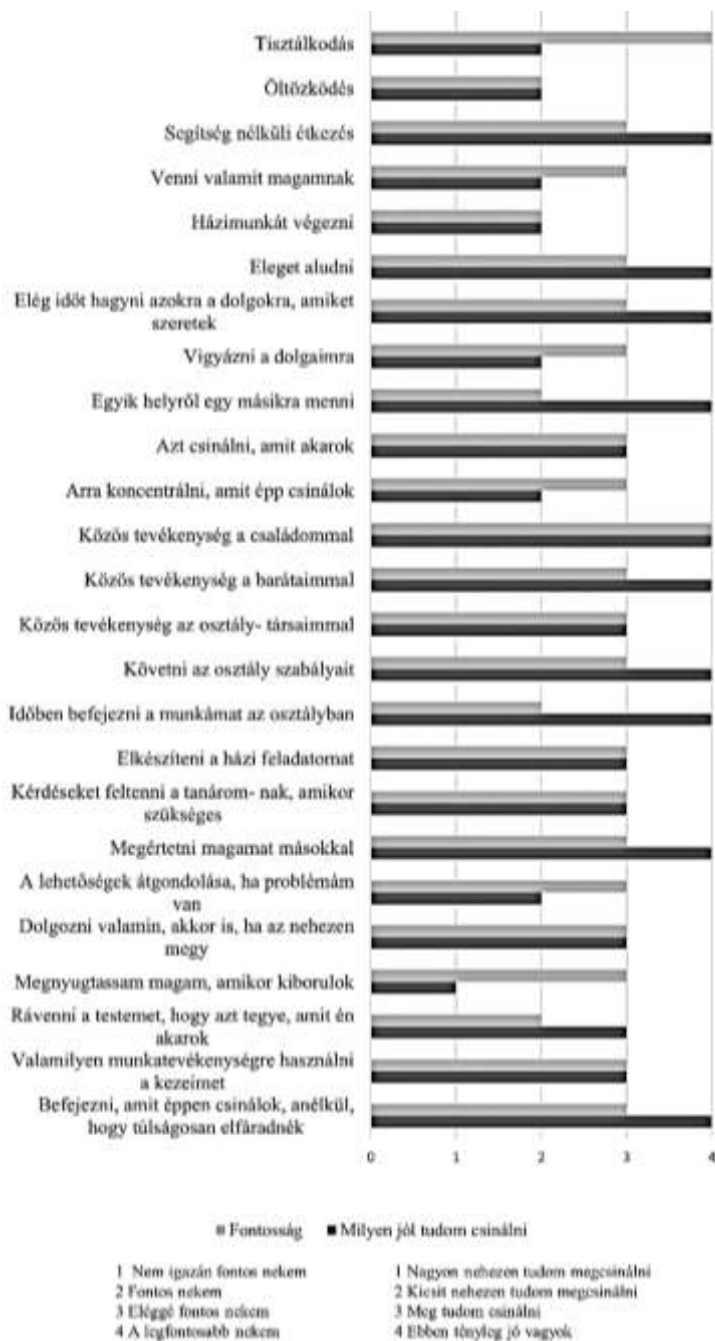 Tisztálkodás
Öltözködés
Segítség nélküli étkezés
Venni valamit magamnak
Házimunkát végezni
Eleget aludni
Elég időt hagyni azokra a dolgokra, amiket
szeretek
Vigyázni a dolgaimra
Egyik helyről egy másikra menni
Azt csinálni, amit akarok
Arra koncentrálni, amit épp csinálok
Közös tevékenység a családommal
Közös tevékenység a barátaimmal
Közös tevékenység az osztály- társaimmal
Követni az osztály szabályait
Időben befejezni a munkámat az osztályban
Elkészíteni a házi feladatomat
Kérdéseket feltenni a tanárom- nak, amikor
szükséges
Megértetni magamat másokkal
A lehetőségek átgondolása, ha problémám
van
Dolgozni valamin, akkor is, ha az nehezen
megy
Megnyugtassam magam, amikor kiborulok
Rávenni a testemet, hogy azt tegye, amit én
akarok
Valamilyen munkatevékenységre használni
a kezeimet
Befejezni, amit éppen csinálok, anélkül,
hogy túlságosan elfáradnék
0 1 2 3 4
Fontosság Milyen jól tudom csinálni
1 Nem igazán fontos nekem
2 Fontos nekem
3 Eléggé fontos nekem
4 A legfontosabb nekem
1 Nagyon nehezen tudom megcsinálni
2 Kicsit nehezen tudom megcsinálni
3 Meg tudom csinálni
4 Ebben tényleg jó vagyok